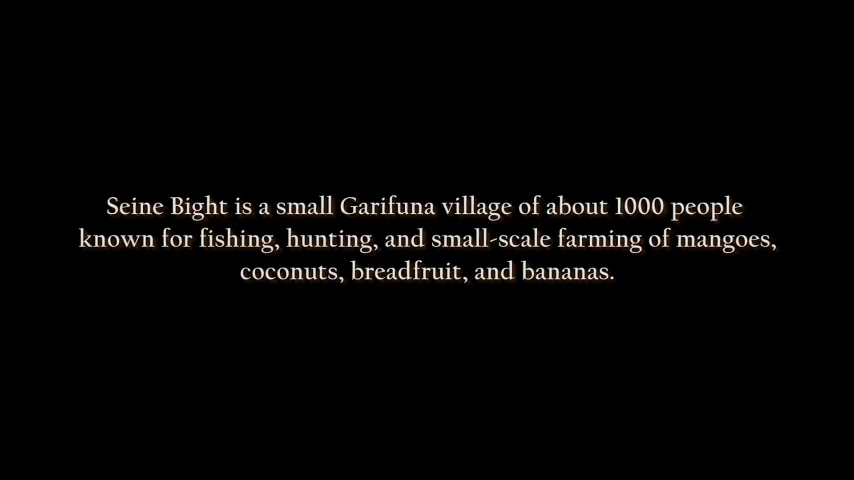 Seine Bight is a small Garifuna village of about 1000 people
known for fishing, hunting, and small-scale farming of mangoes,
coconuts, breadfruit, and bananas.